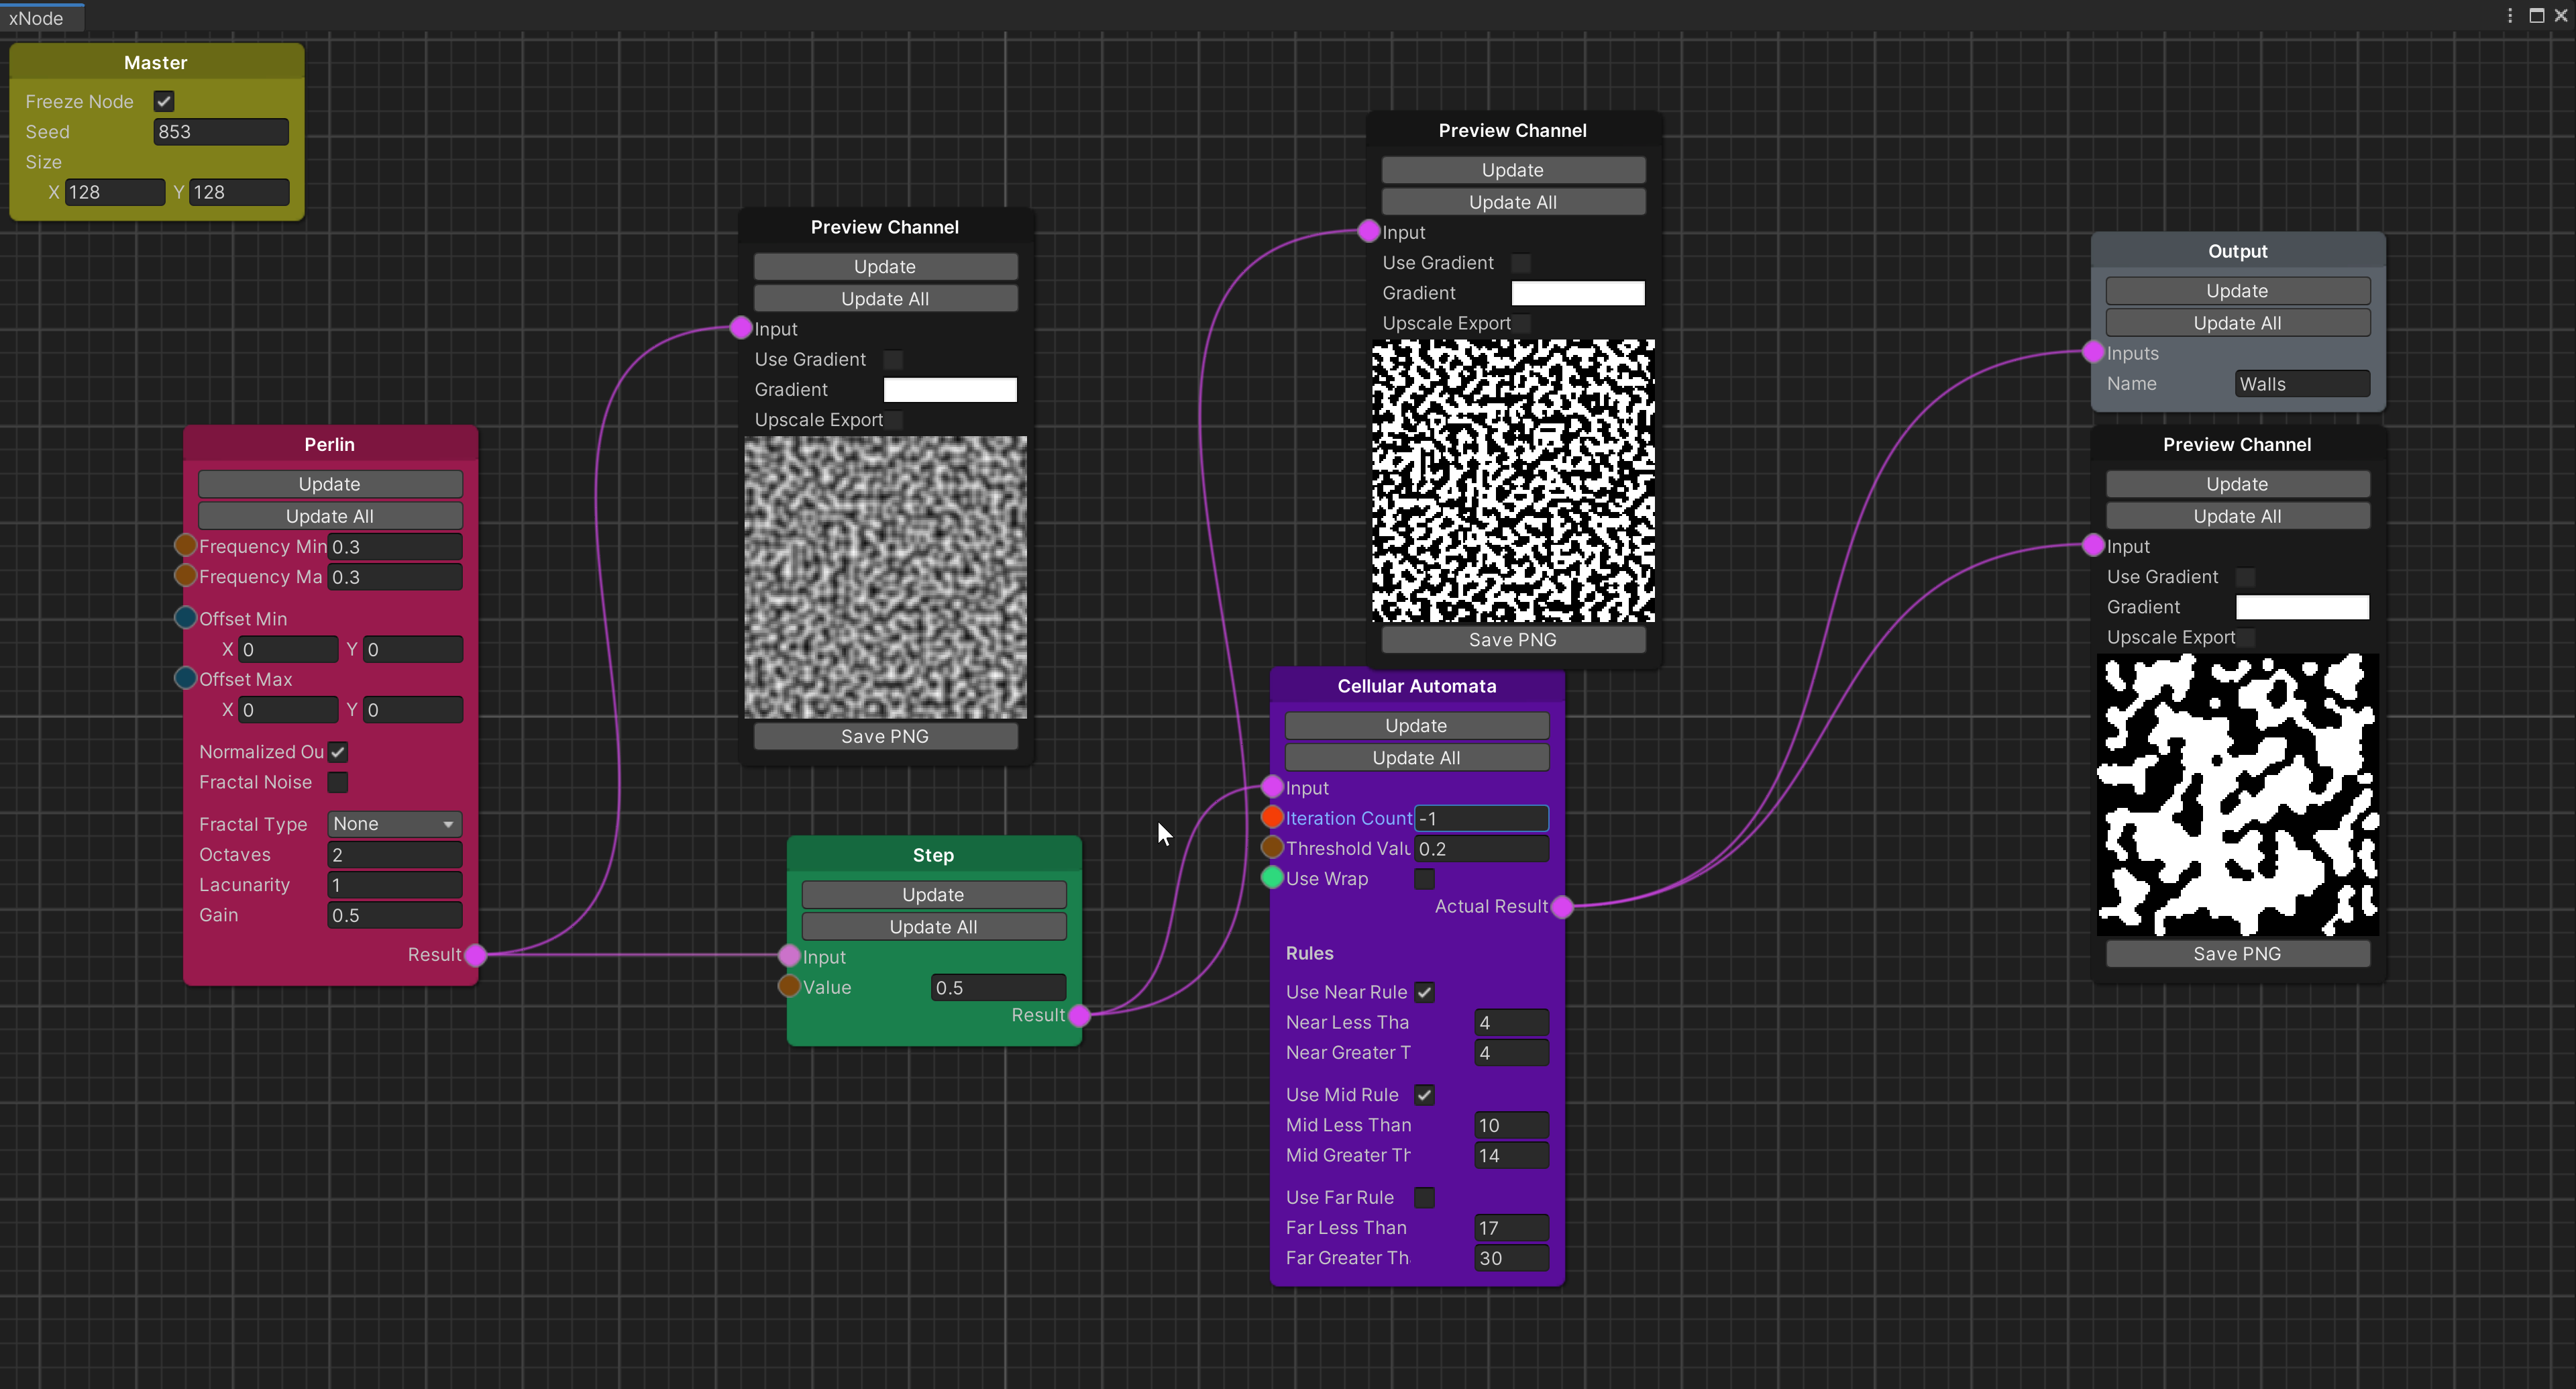 xNode
Master
Freeze Node
Seed 853
Size
X 128 Y 128
Perlin
Update
Update All
Frequency Min 0.3
Frequency Ma 0.3
Offset Min
X 0 Y 0
Offset Max
X 0 Y 0
Normalized Ou
Fractal Noise
Fractal Type None
Octaves 2
Lacunarity 1
Gain 0.5
Result
Preview Channel
Update
Update All
Input
Use Gradient
Gradient
Upscale Export
Save PNG
Step
Update
Update All
Input
Value 0.5
Result
Preview Channel
Update
Update All
Input
Use Gradient
Gradient
Upscale Export
Save PNG
Cellular Automata
Update
Update All
Input
Iteration Count -1
Threshold Valu 0.2
Use Wrap
Actual Result
Rules
Use Near Rule
Near Less Tha 4
Near Greater T 4
Use Mid Rule
Mid Less Than 10
Mid Greater Th 14
Use Far Rule
Far Less Than 17
Far Greater Th 30
Output
Update
Update All
Inputs
Name Walls
Preview Channel
Update
Update All
Input
Use Gradient
Gradient
Upscale Export
Save PNG